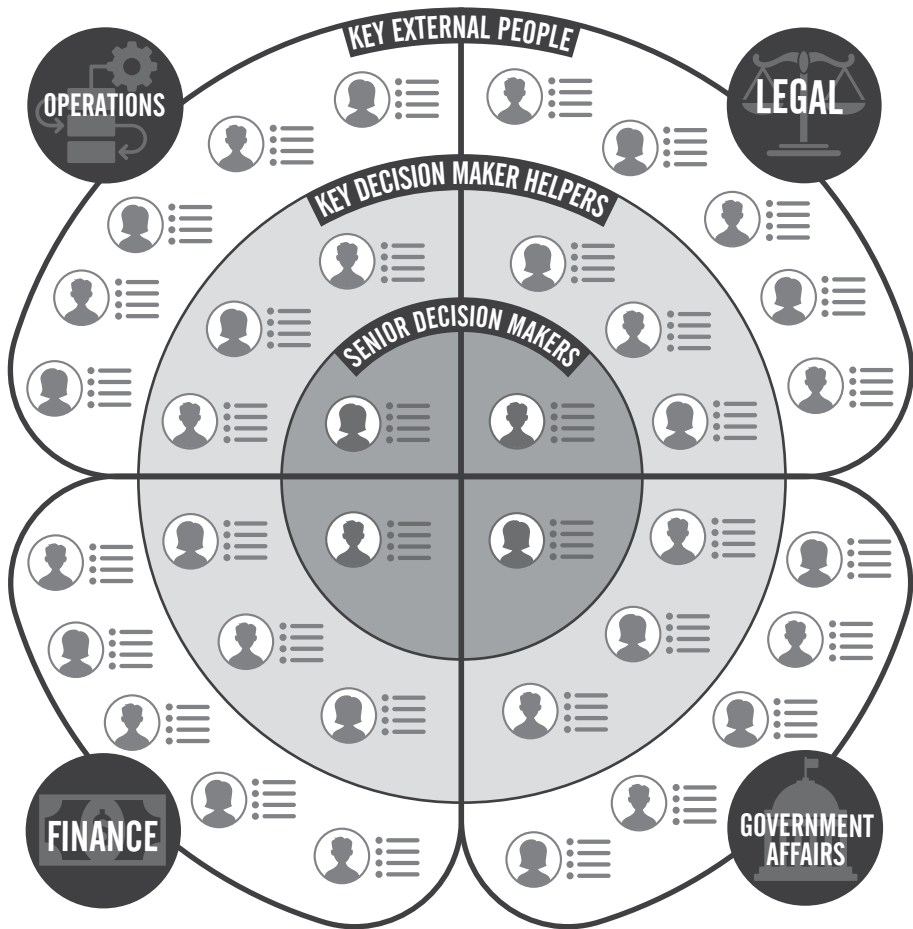 KEY EXTERNAL PEOPLE
OPERATIONS
LEGAL
KEY DECISION MAKER HELPERS
SENIOR DECISION MAKERS
FINANCE
GOVERNMENT
AFFAIRS